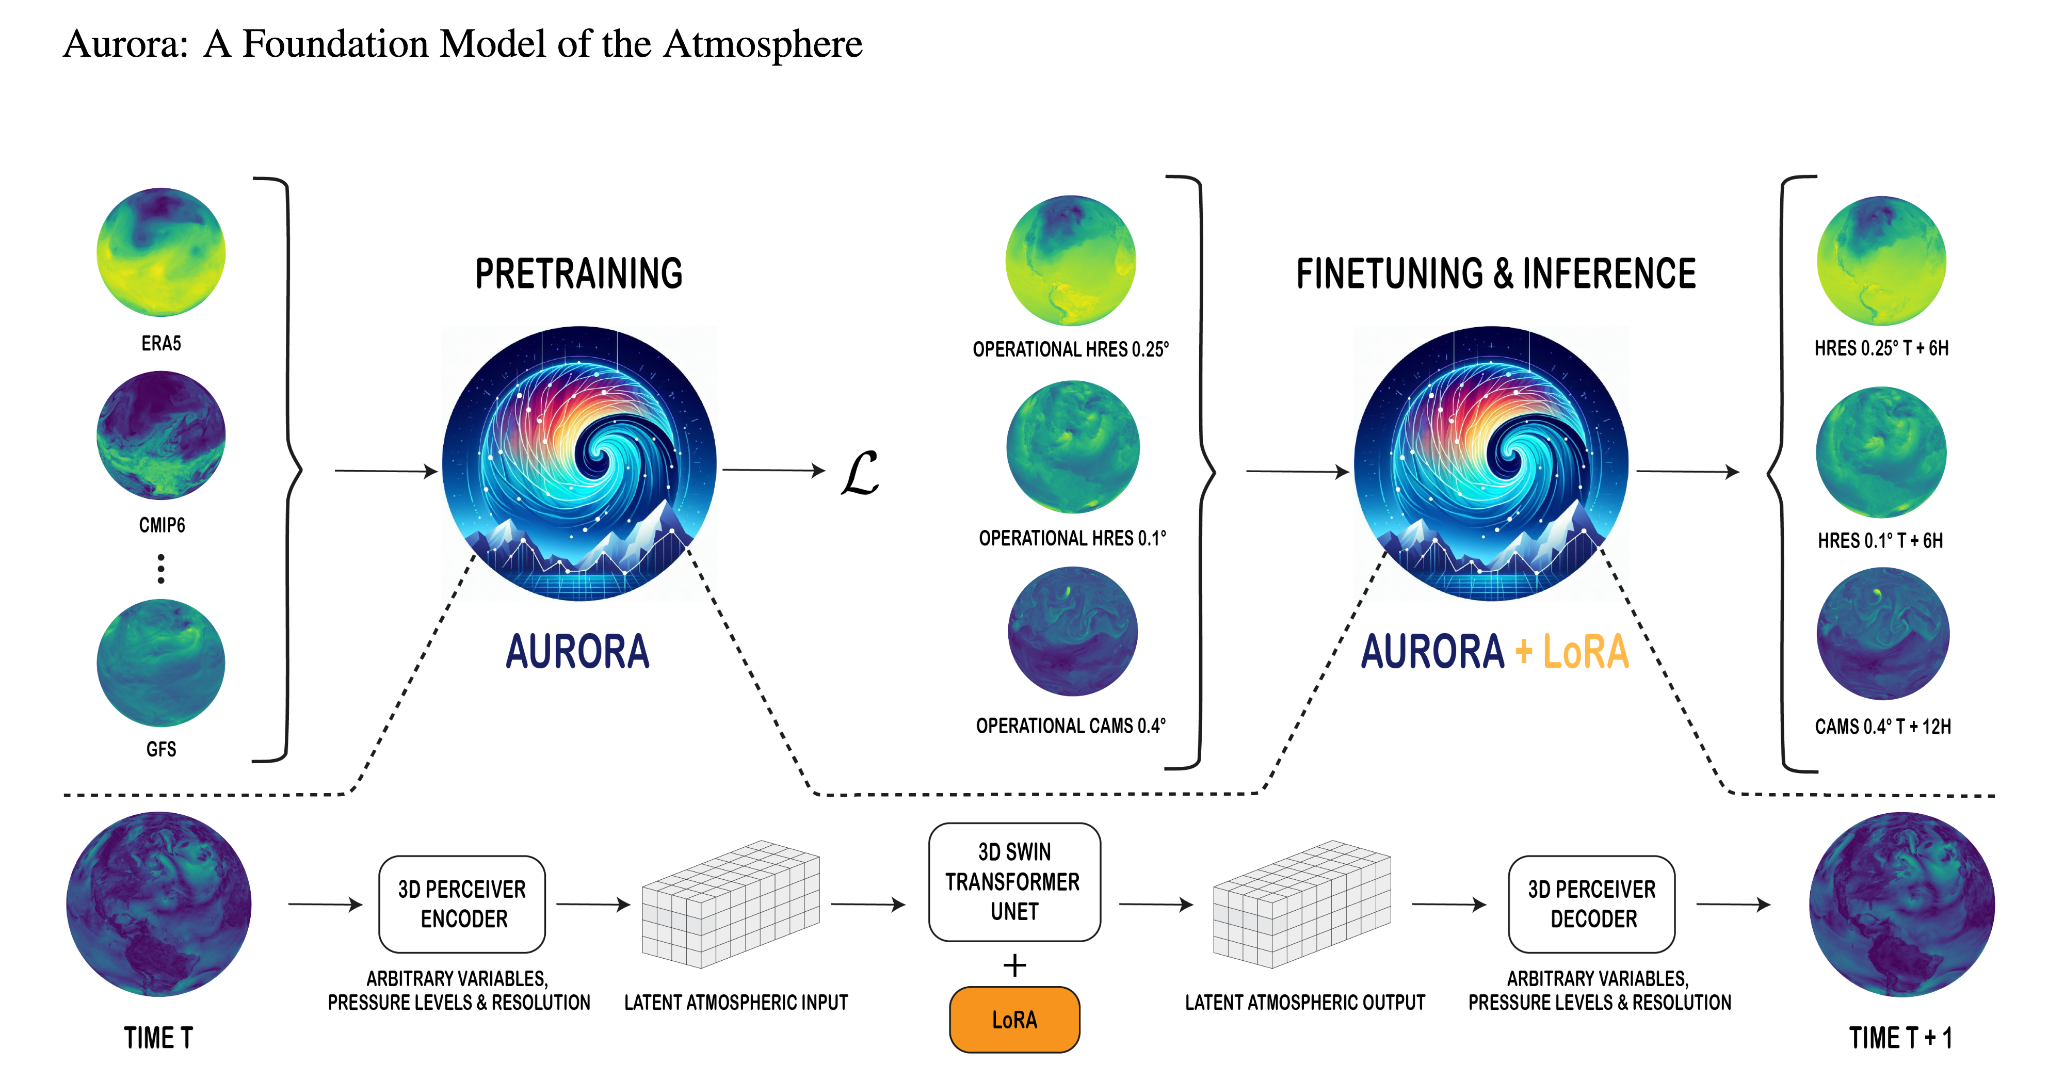 Aurora: A Foundation Model of the Atmosphere
ERA5
CMIP6
GFS
PRETRAINING
AURORA
ℒ
OPERATIONAL HRES 0.25°
OPERATIONAL HRES 0.1°
OPERATIONAL CAMS 0.4°
FINETUNING & INFERENCE
AURORA + LoRA
HRES 0.25° T + 6H
HRES 0.1° T + 6H
CAMS 0.4° T + 12H
TIME T
3D PERCEIVER
ENCODER
ARBITRARY VARIABLES,
PRESSURE LEVELS & RESOLUTION
LATENT ATMOSPHERIC INPUT
3D SWIN
TRANSFORMER
UNET
+
LoRA
LATENT ATMOSPHERIC OUTPUT
3D PERCEIVER
DECODER
ARBITRARY VARIABLES,
PRESSURE LEVELS & RESOLUTION
TIME T + 1